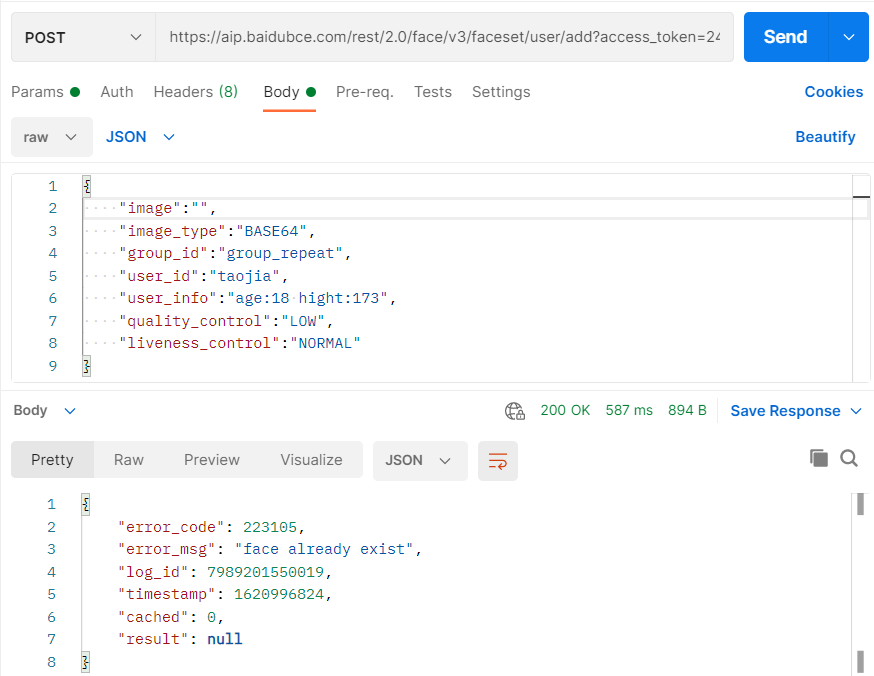 POST https://aip.baidubce.com/rest/2.0/face/v3/faceset/user/add?access_token=24 Send
Params Auth Headers (8) Body Pre-req. Tests Settings Cookies
raw JSON Beautify
1 {
2 "image":"",
3 "image_type":"BASE64",
4 "group_id":"group_repeat",
5 "user_id":"taojia",
6 "user_info":"age:18 hight:173",
7 "quality_control":"LOW",
8 "liveness_control":"NORMAL"
9 }
Body 200 OK 587 ms 894 B Save Response
Pretty Raw Preview Visualize JSON
1 {
2 "error_code": 223105,
3 "error_msg": "face already exist",
4 "log_id": 7989201550019,
5 "timestamp": 1620996824,
6 "cached": 0,
7 "result": null
8 }